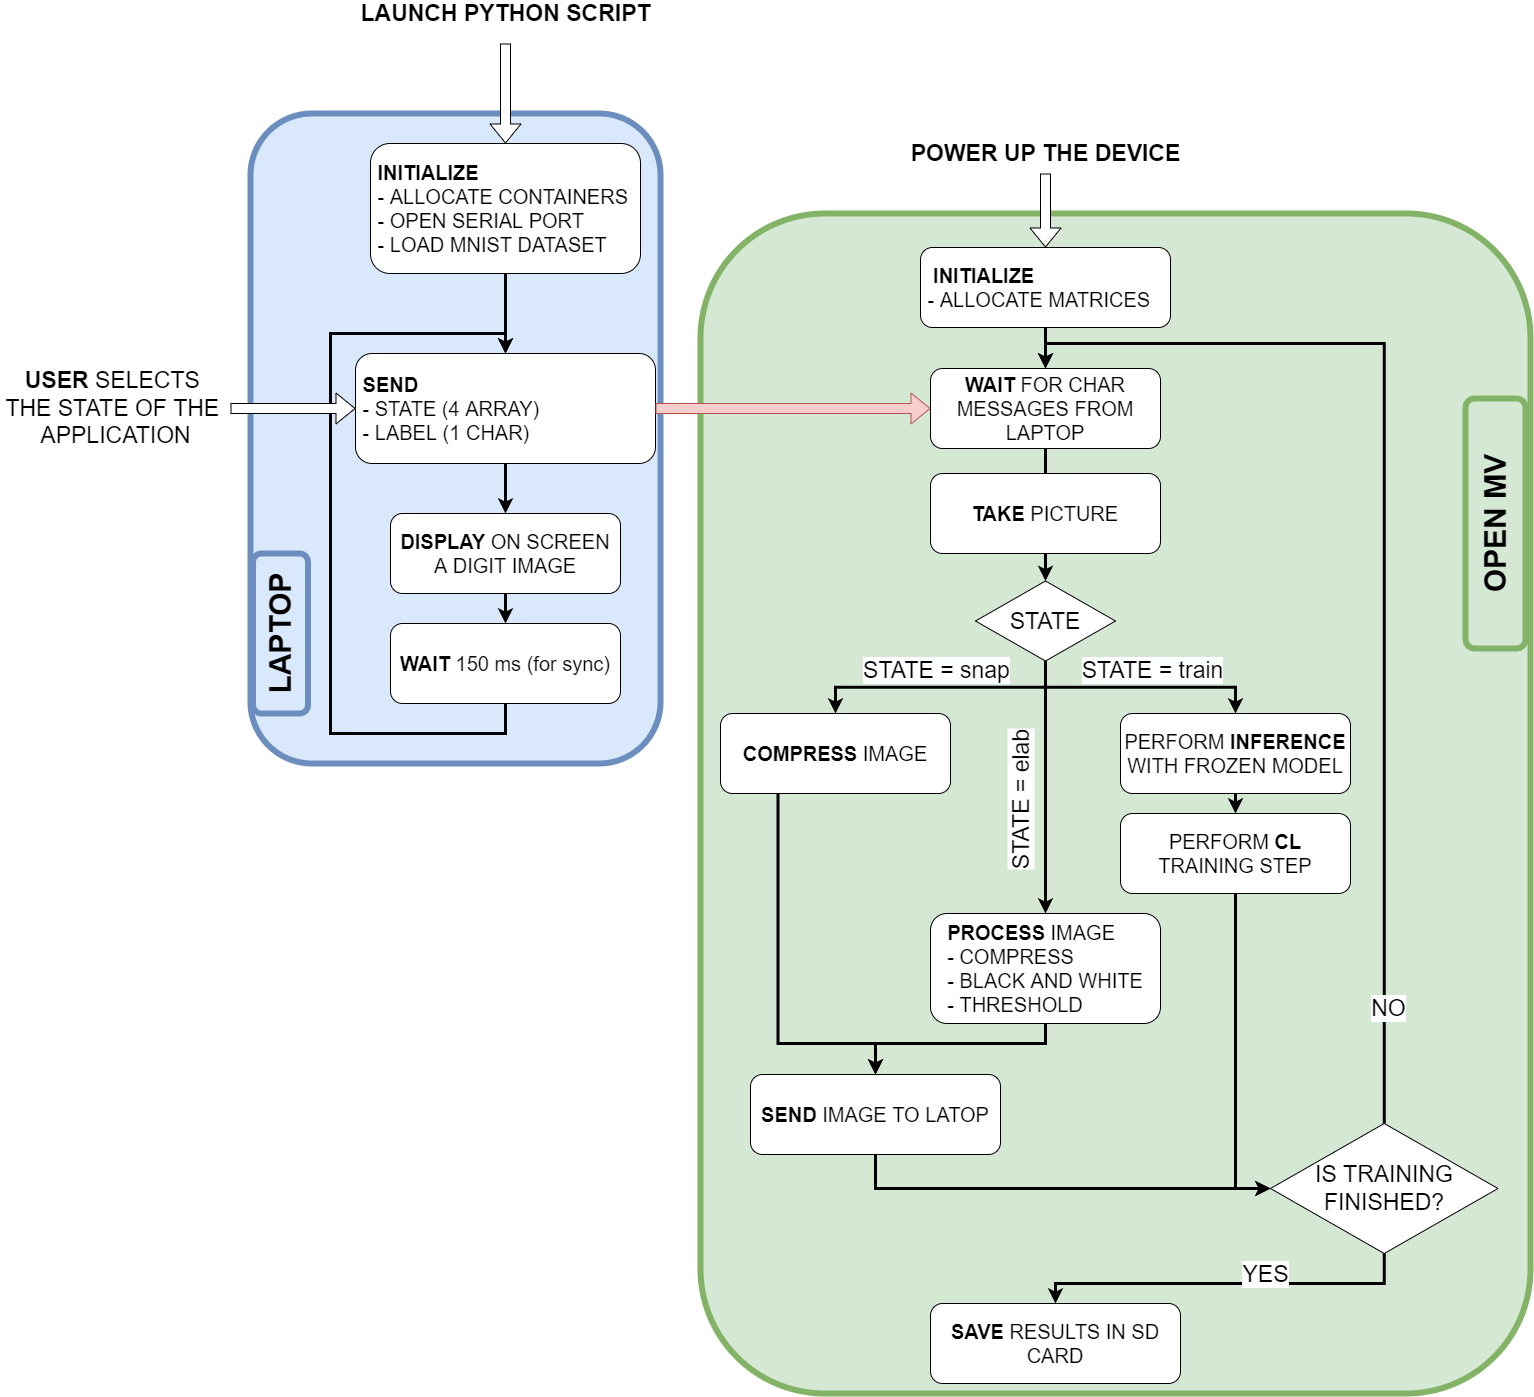 LAUNCH PYTHON SCRIPT
INITIALIZE
- ALLOCATE CONTAINERS
- OPEN SERIAL PORT
- LOAD MNIST DATASET
USER SELECTS
THE STATE OF THE
APPLICATION
SEND
- STATE (4 ARRAY)
- LABEL (1 CHAR)
DISPLAY ON SCREEN
A DIGIT IMAGE
WAIT 150 ms (for sync)
LAPTOP
POWER UP THE DEVICE
INITIALIZE
- ALLOCATE MATRICES
WAIT FOR CHAR
MESSAGES FROM
LAPTOP
TAKE PICTURE
OPEN MV
STATE
STATE = snap
STATE = train
STATE = elab
COMPRESS IMAGE
PERFORM INFERENCE
WITH FROZEN MODEL
PERFORM CL
TRAINING STEP
PROCESS IMAGE
- COMPRESS
- BLACK AND WHITE
- THRESHOLD
NO
SEND IMAGE TO LATOP
IS TRAINING
FINISHED?
YES
SAVE RESULTS IN SD
CARD